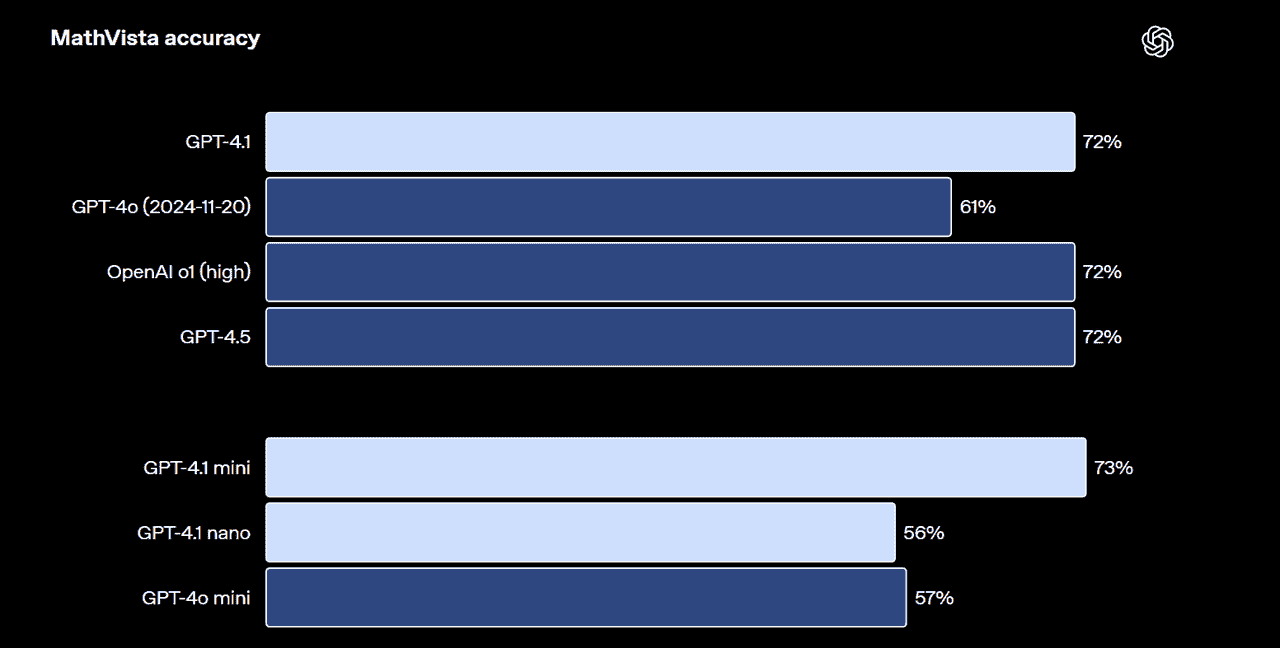 MathVista accuracy
GPT-4.1 72%
GPT-4o (2024-11-20) 61%
OpenAI o1 (high) 72%
GPT-4.5 72%
GPT-4.1 mini 73%
GPT-4.1 nano 56%
GPT-4o mini 57%